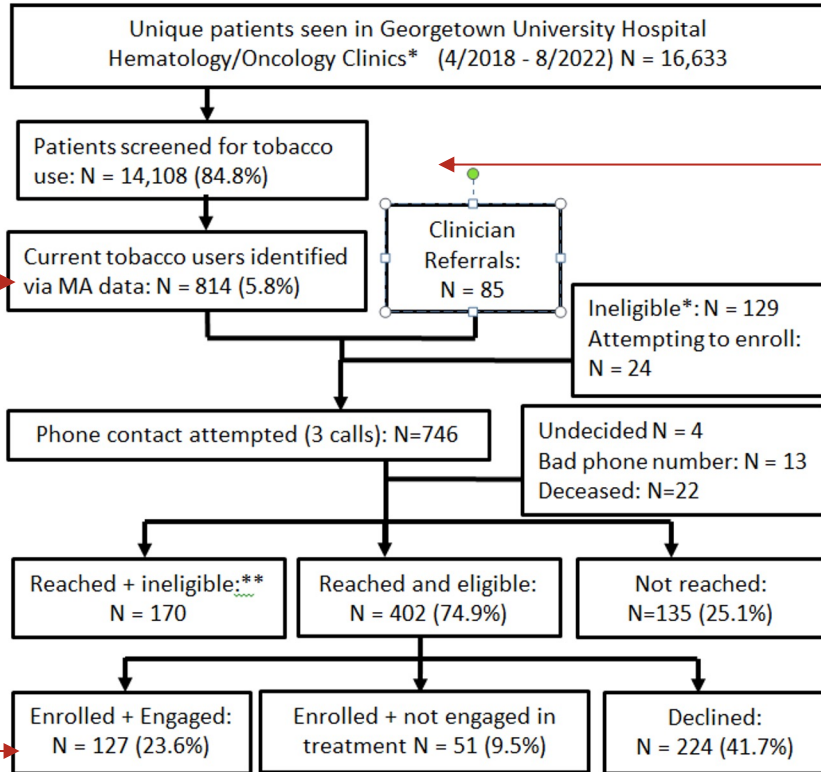 Unique patients seen in Georgetown University Hospital
Hematology/Oncology Clinics* (4/2018 - 8/2022) N = 16,633
Patients screened for tobacco
use: N = 14,108 (84.8%)
Current tobacco users identified
via MA data: N = 814 (5.8%)
Clinician
Referrals:
N = 85
Ineligible*: N = 129
Attempting to enroll:
N = 24
Phone contact attempted (3 calls): N=746
Undecided N = 4
Bad phone number: N = 13
Deceased: N=22
Reached + ineligible:**
N = 170
Reached and eligible:
N = 402 (74.9%)
Not reached:
N=135 (25.1%)
Enrolled + Engaged:
N = 127 (23.6%)
Enrolled + not engaged in
treatment N = 51 (9.5%)
Declined:
N = 224 (41.7%)